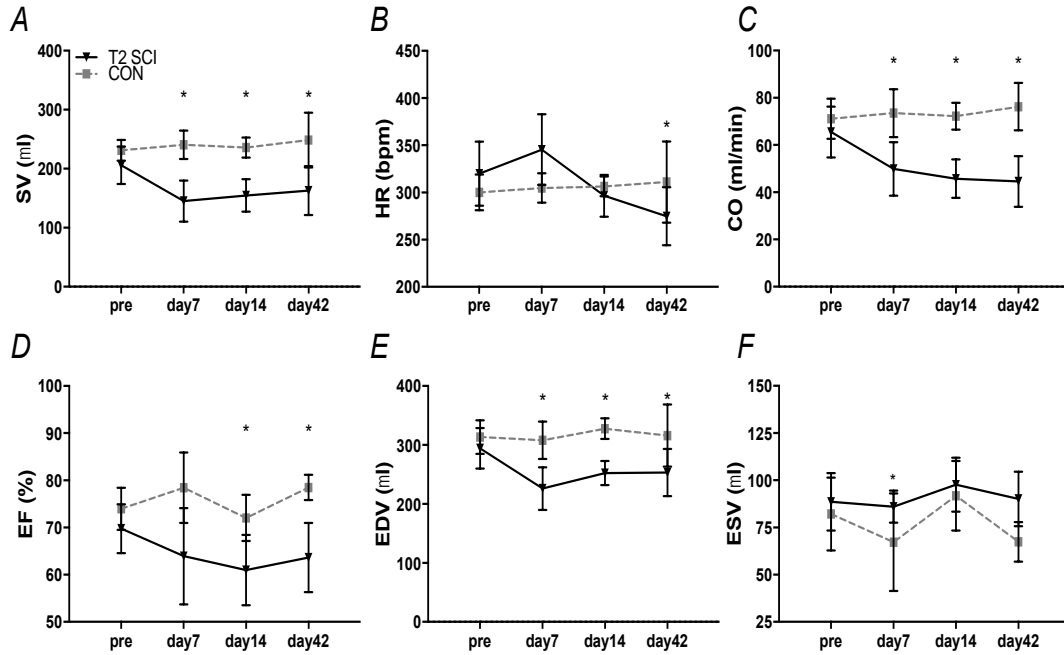 A
B
C
T2 SCI
CON
SV (ml)
400
300
200
100
0
*
*
*
pre
day7
day14
day42
HR (bpm)
400
350
300
250
200
*
pre
day7
day14
day42
CO (ml/min)
100
80
60
40
20
0
*
*
*
pre
day7
day14
day42
D
E
F
EF (%)
100
90
80
70
60
50
*
*
pre
day7
day14
day42
EDV (ml)
400
300
200
100
0
*
*
*
pre
day7
day14
day42
ESV (ml)
150
125
100
75
50
25
*
pre
day7
day14
day42